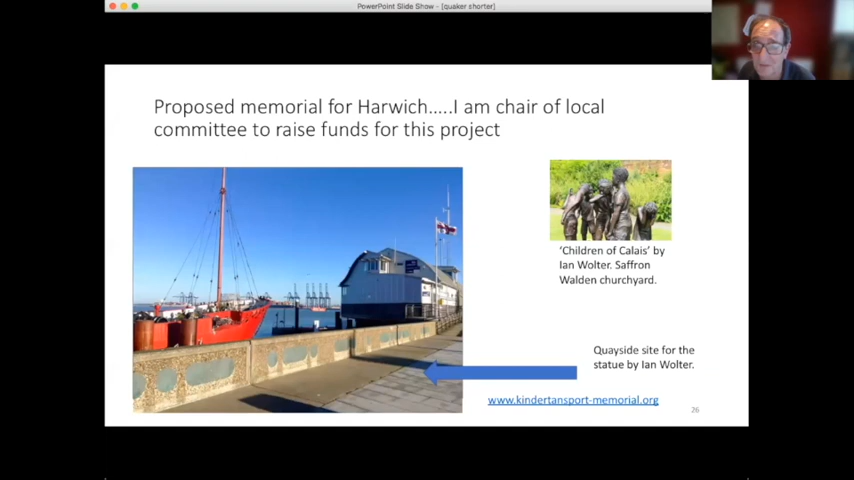 PowerPoint Slide Show - [quaker shorter]
Proposed memorial for Harwich.....I am chair of local
committee to raise funds for this project
'Children of Calais' by
Ian Wolter. Saffron
Walden churchyard.
Quayside site for the
statue by Ian Wolter.
www.kindertansport-memorial.org
26